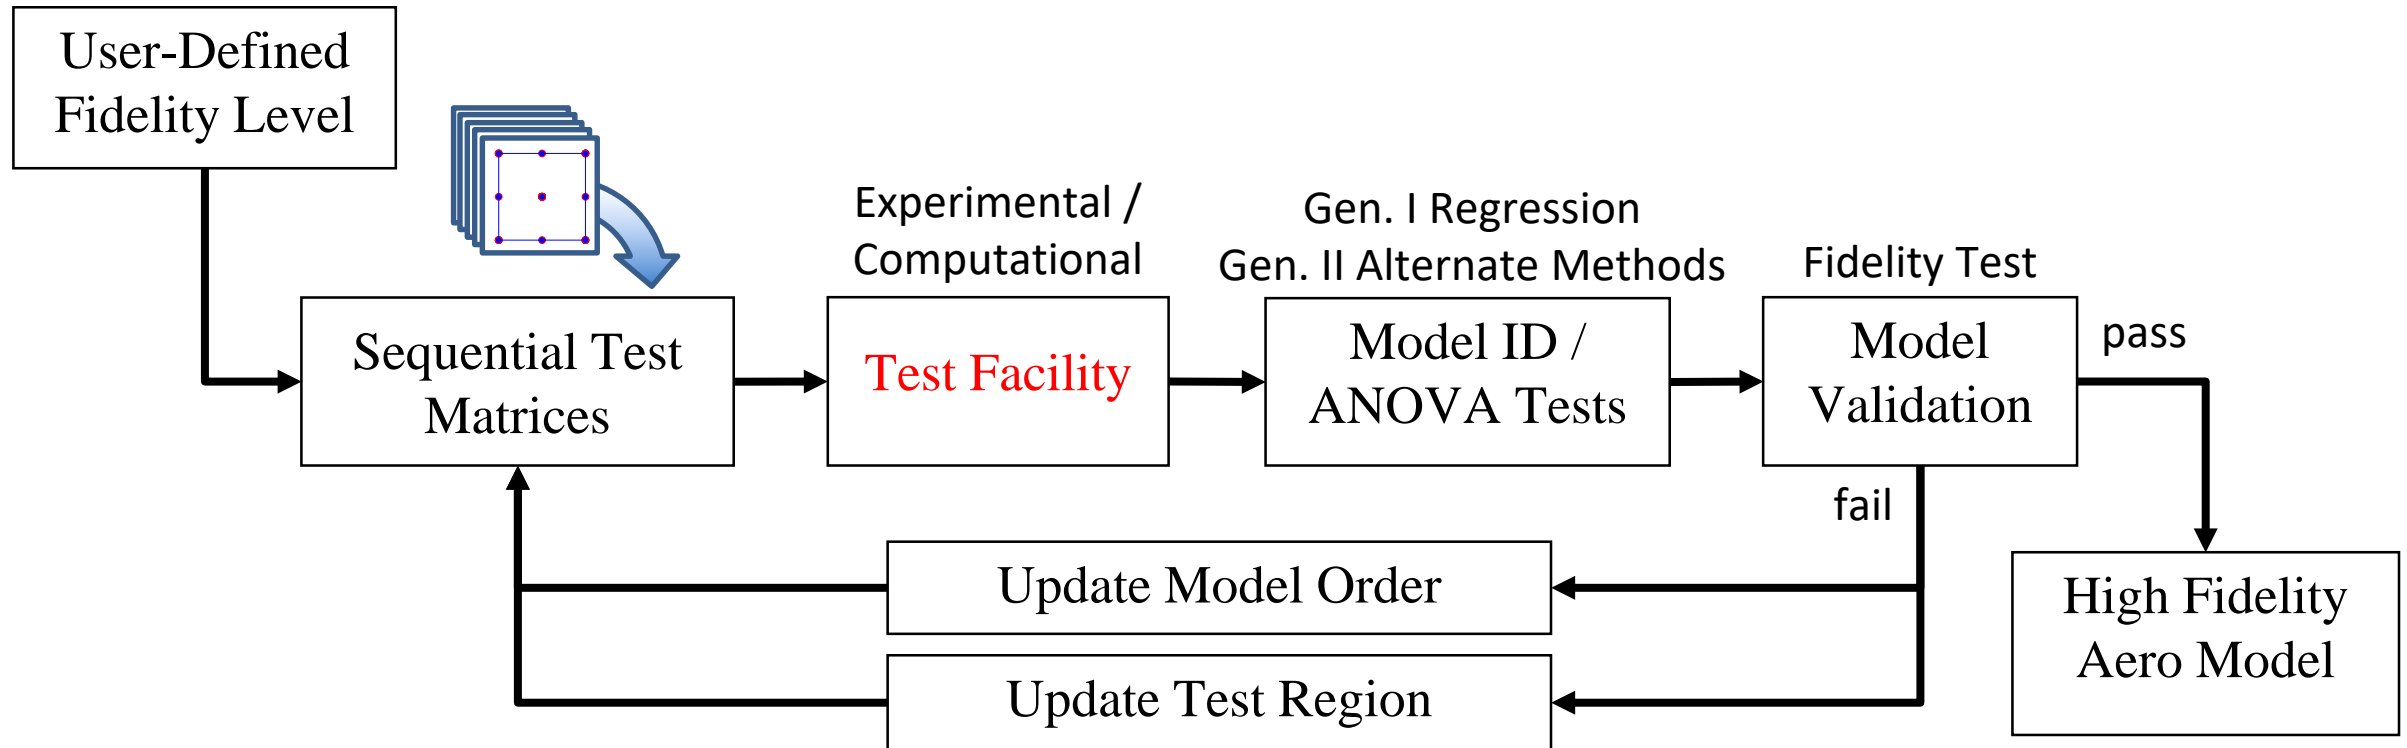 User-Defined
Fidelity Level
Experimental /
Computational
Gen. I Regression
Gen. II Alternate Methods
Fidelity Test
Sequential Test
Matrices
Test Facility
Model ID /
ANOVA Tests
Model
Validation
pass
fail
Update Model Order
Update Test Region
High Fidelity
Aero Model